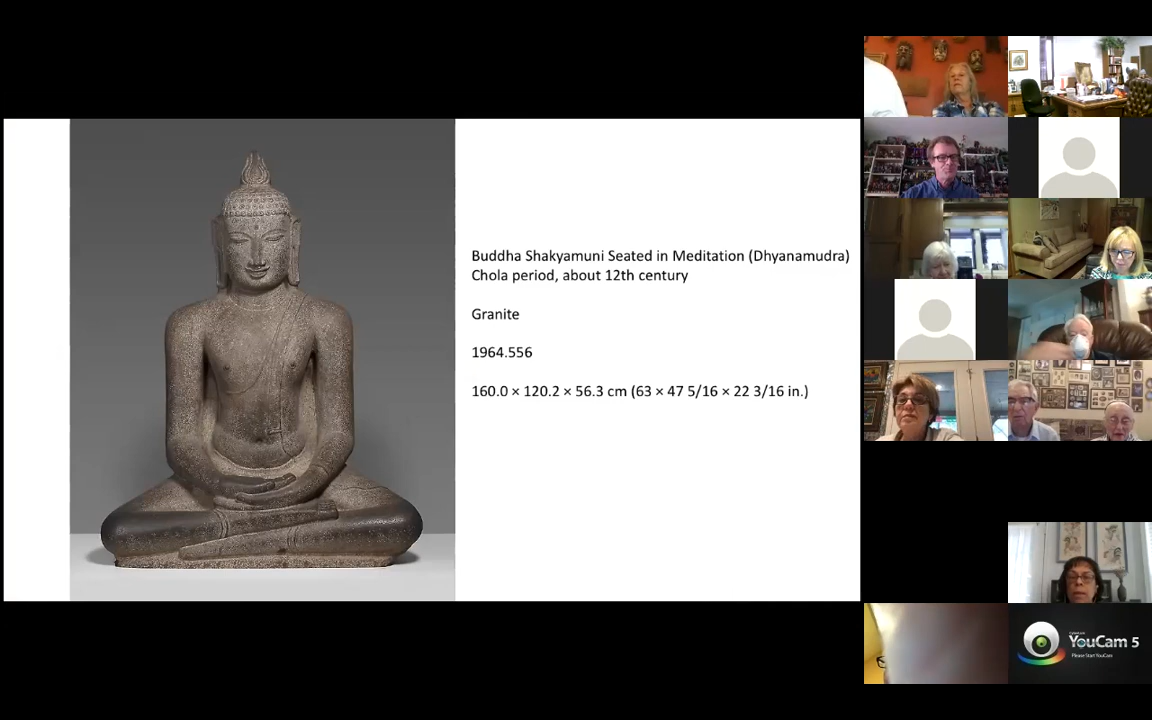 Buddha Shakyamuni Seated in Meditation (Dhyanamudra)
Chola period, about 12th century
Granite
1964.556
160.0 × 120.2 × 56.3 cm (63 × 47 5/16 × 22 3/16 in.)
YouCam 5
Please Start YouCam